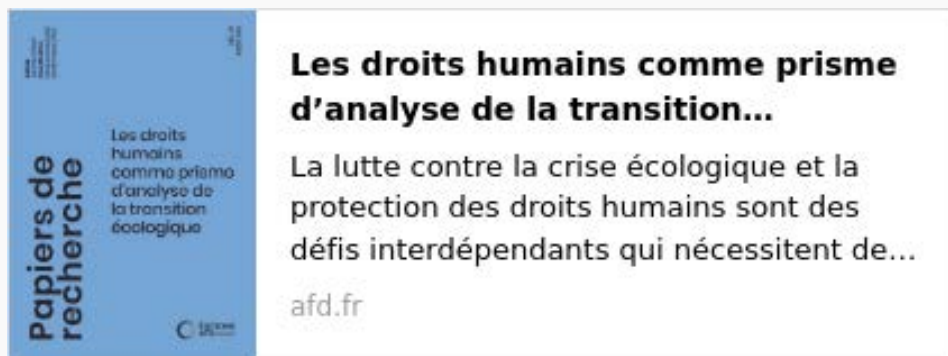 Papiers de
recherche
Les droits
humains
comme prisme
d'analyse de
la transition
écologique
Les droits humains comme prisme
d’analyse de la transition…
La lutte contre la crise écologique et la
protection des droits humains sont des
défis interdépendants qui nécessitent de…
afd.fr